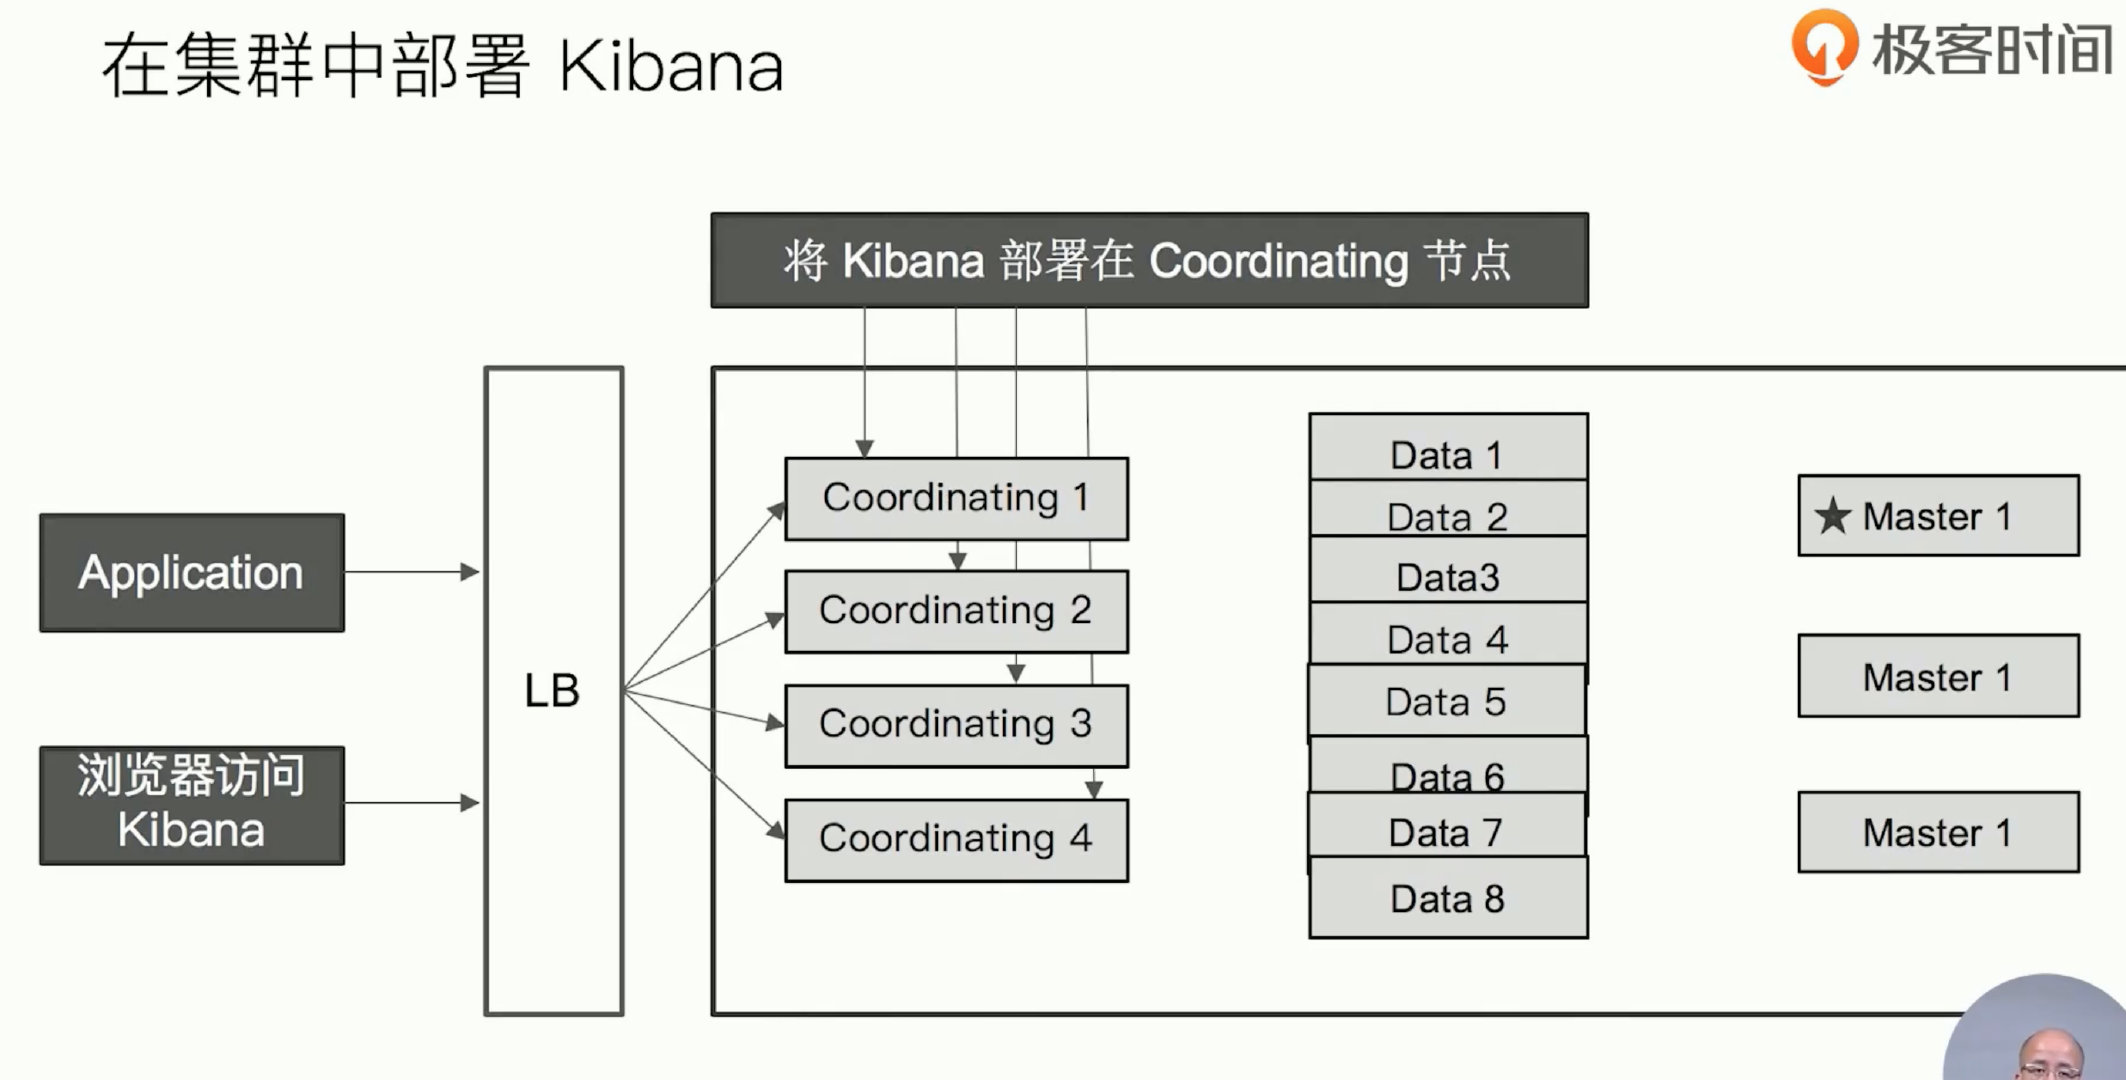 在集群中部署 Kibana
极客时间
将 Kibana 部署在 Coordinating 节点
Application
浏览器访问
Kibana
LB
Coordinating 1
Coordinating 2
Coordinating 3
Coordinating 4
Data 1
Data 2
Data3
Data 4
Data 5
Data 6
Data 7
Data 8
★ Master 1
Master 1
Master 1